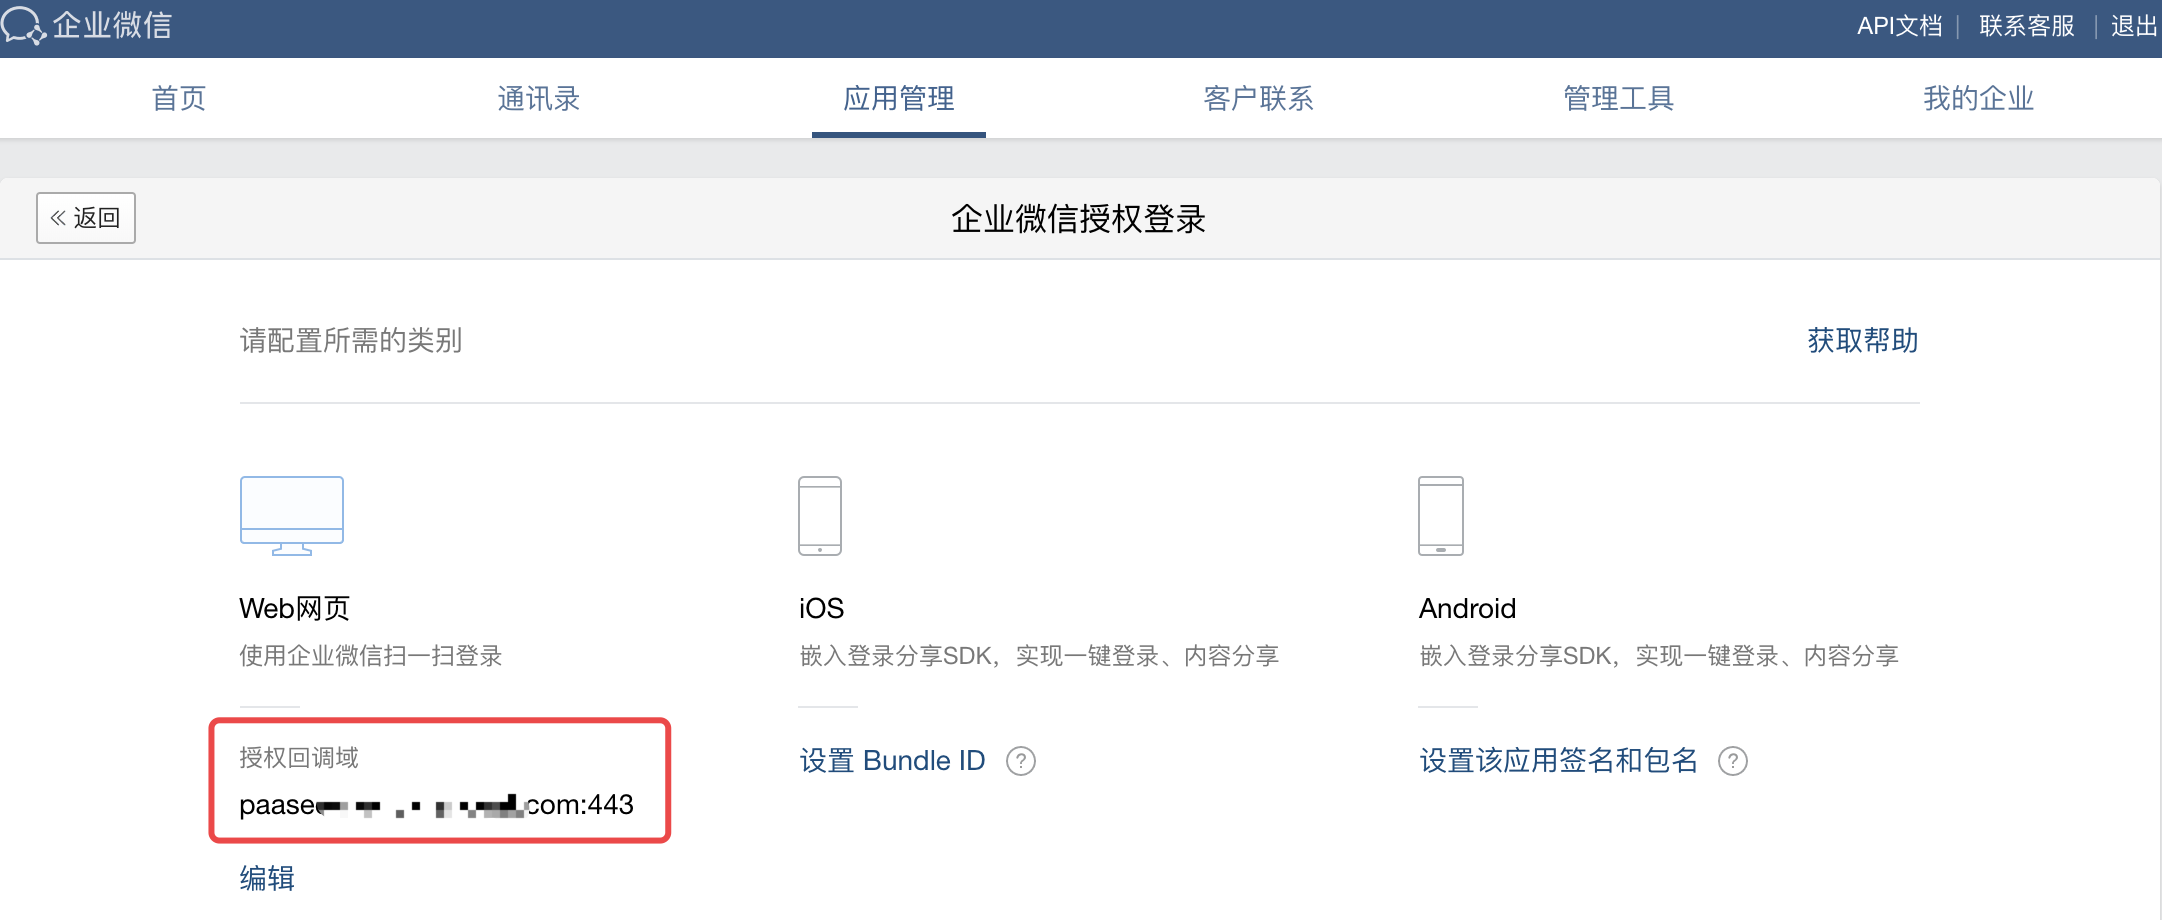 企业微信
API文档 | 联系客服 | 退出
首页 通讯录 应用管理 客户联系 管理工具 我的企业
« 返回
企业微信授权登录
请配置所需的类别
获取帮助
Web网页
使用企业微信扫一扫登录
授权回调域
com:443
编辑
iOS
嵌入登录分享SDK，实现一键登录、内容分享
设置 Bundle ID ?
Android
嵌入登录分享SDK，实现一键登录、内容分享
设置该应用签名和包名 ?